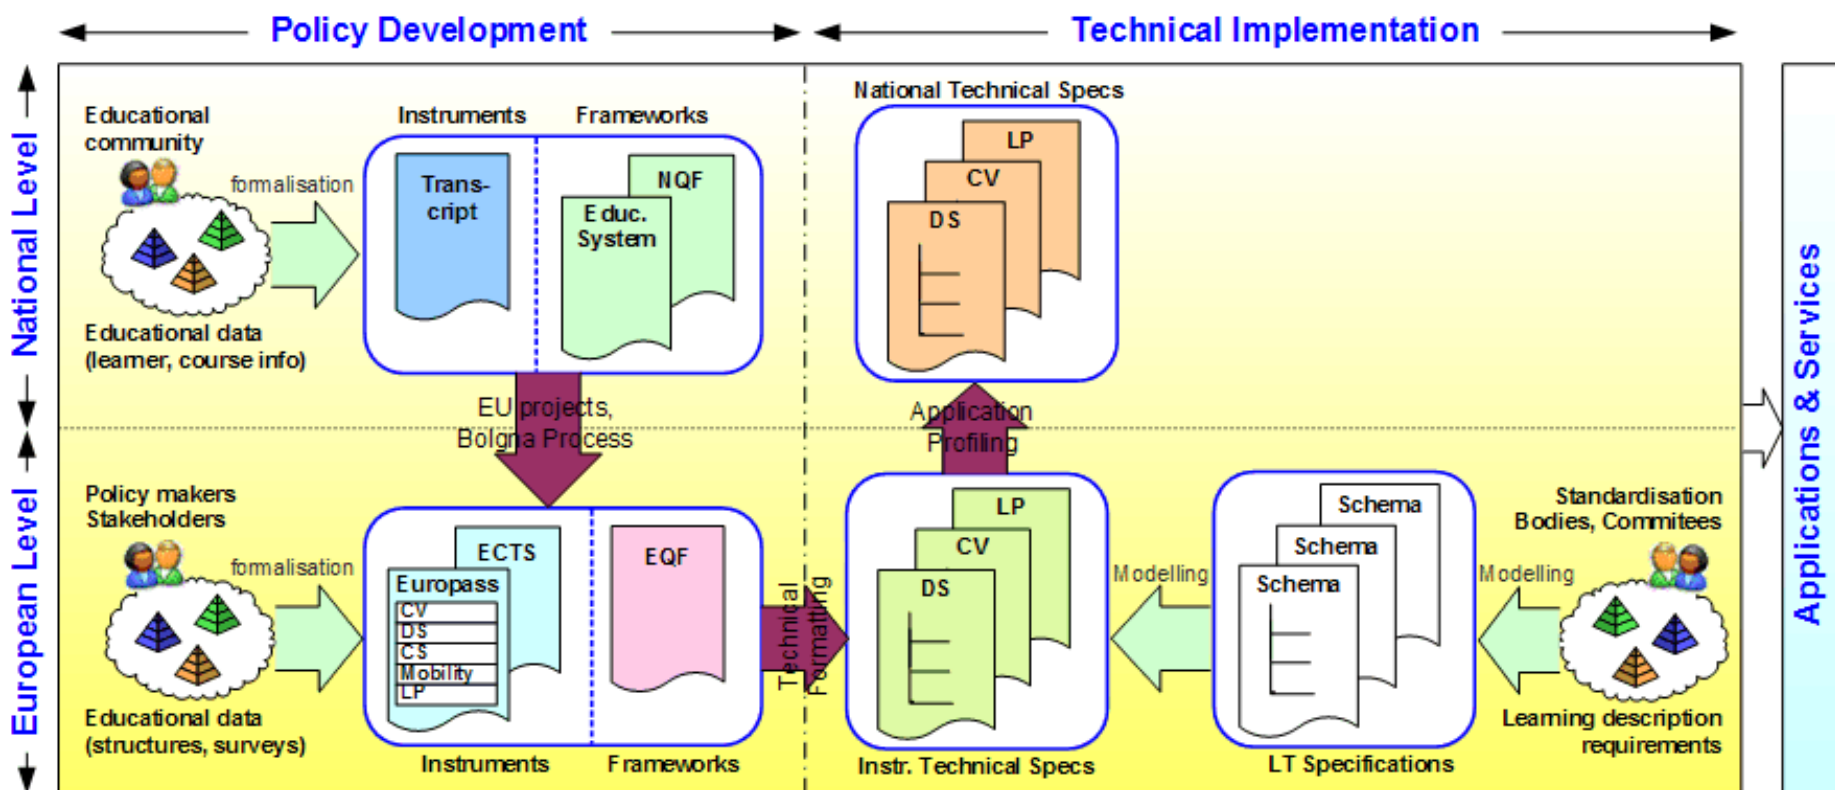 Policy Development
Technical Implementation
National Level
European Level
Applications & Services
Educational
community
formalisation
Educational data
(learner, course info)
Instruments
Frameworks
Trans-
cript
NQF
Educ.
System
National Technical Specs
LP
CV
DS
EU projects,
Bolgna Process
Application
Profiling
Policy makers
Stakeholders
formalisation
Educational data
(structures, surveys)
ECTS
Europass
CV
DS
CS
Mobility
LP
EQF
Instruments
Frameworks
Technical
Formatting
LP
CV
DS
Instr. Technical Specs
Modelling
Schema
Schema
Schema
LT Specifications
Modelling
Standardisation
Bodies, Commitees
Learning description
requirements